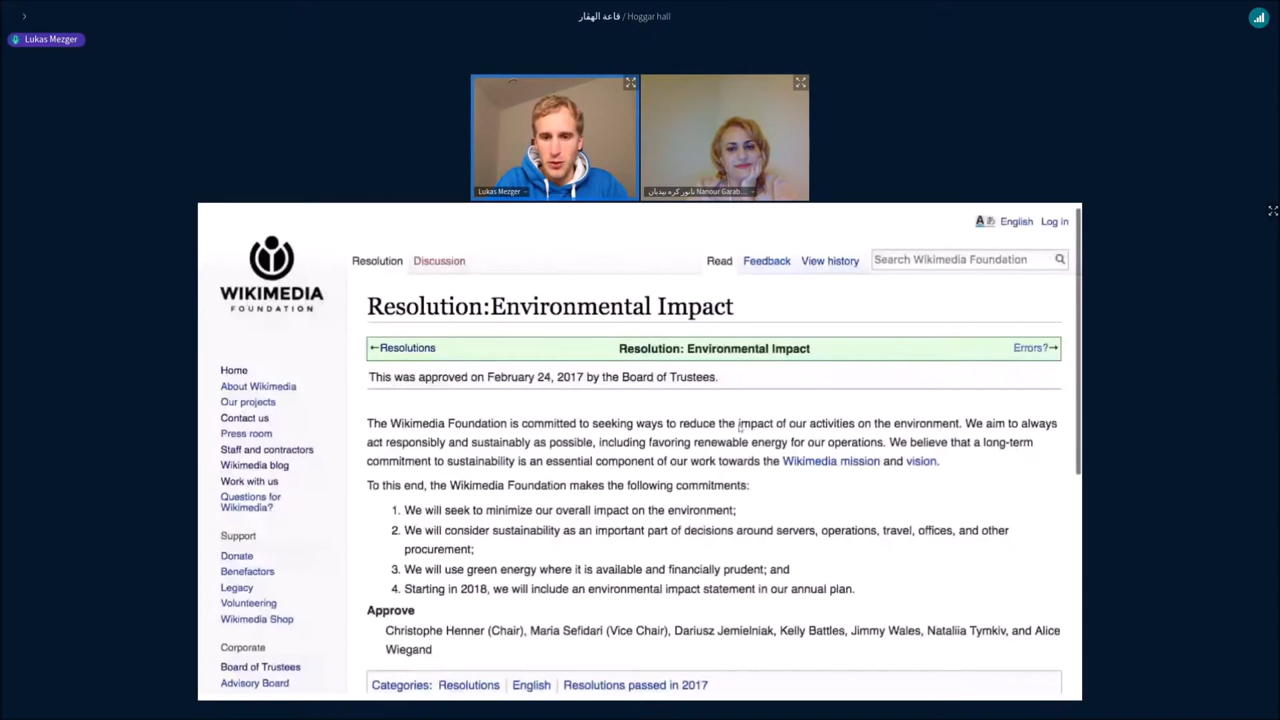 قاعة الهڨار / Hoggar hall
Lukas Mezger
Lukas Mezger
نانور كره بيديان Nanour Garab...
English Log in
Resolution Discussion Read Feedback View history Search Wikimedia Foundation
WIKIMEDIA
FOUNDATION
Resolution:Environmental Impact
←Resolutions Resolution: Environmental Impact Errors?→
This was approved on February 24, 2017 by the Board of Trustees.
The Wikimedia Foundation is committed to seeking ways to reduce the impact of our activities on the environment. We aim to always
act responsibly and sustainably as possible, including favoring renewable energy for our operations. We believe that a long-term
commitment to sustainability is an essential component of our work towards the Wikimedia mission and vision.
To this end, the Wikimedia Foundation makes the following commitments:
1. We will seek to minimize our overall impact on the environment;
2. We will consider sustainability as an important part of decisions around servers, operations, travel, offices, and other
procurement;
3. We will use green energy where it is available and financially prudent; and
4. Starting in 2018, we will include an environmental impact statement in our annual plan.
Approve
Christophe Henner (Chair), Maria Sefidari (Vice Chair), Dariusz Jemielniak, Kelly Battles, Jimmy Wales, Nataliia Tymkiv, and Alice
Wiegand
Categories: Resolutions English Resolutions passed in 2017
Home
About Wikimedia
Our projects
Contact us
Press room
Staff and contractors
Wikimedia blog
Work with us
Questions for
Wikimedia?
Support
Donate
Benefactors
Legacy
Volunteering
Wikimedia Shop
Corporate
Board of Trustees
Advisory Board